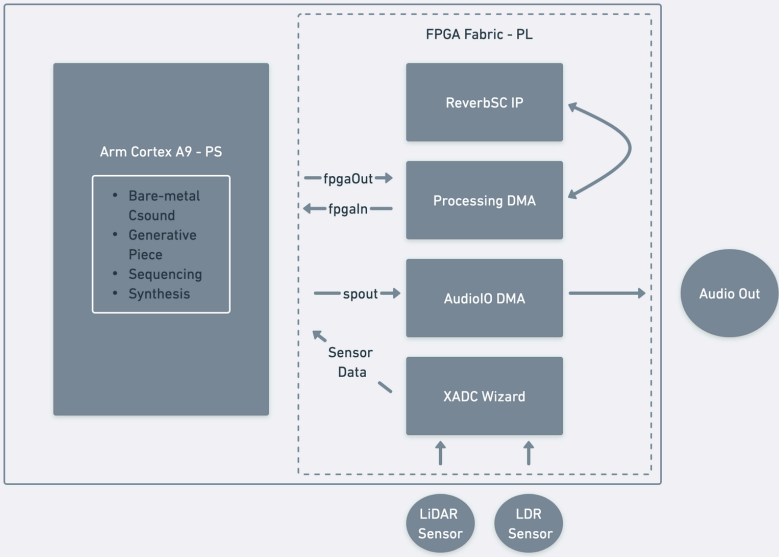 FPGA Fabric - PL
ReverbSC IP
Arm Cortex A9 - PS
• Bare-metal
Csound
• Generative
Piece
• Sequencing
• Synthesis
fpgaOut
fpgaIn
Processing DMA
spout
AudioIO DMA
Audio Out
Sensor
Data
XADC Wizard
LiDAR
Sensor
LDR
Sensor